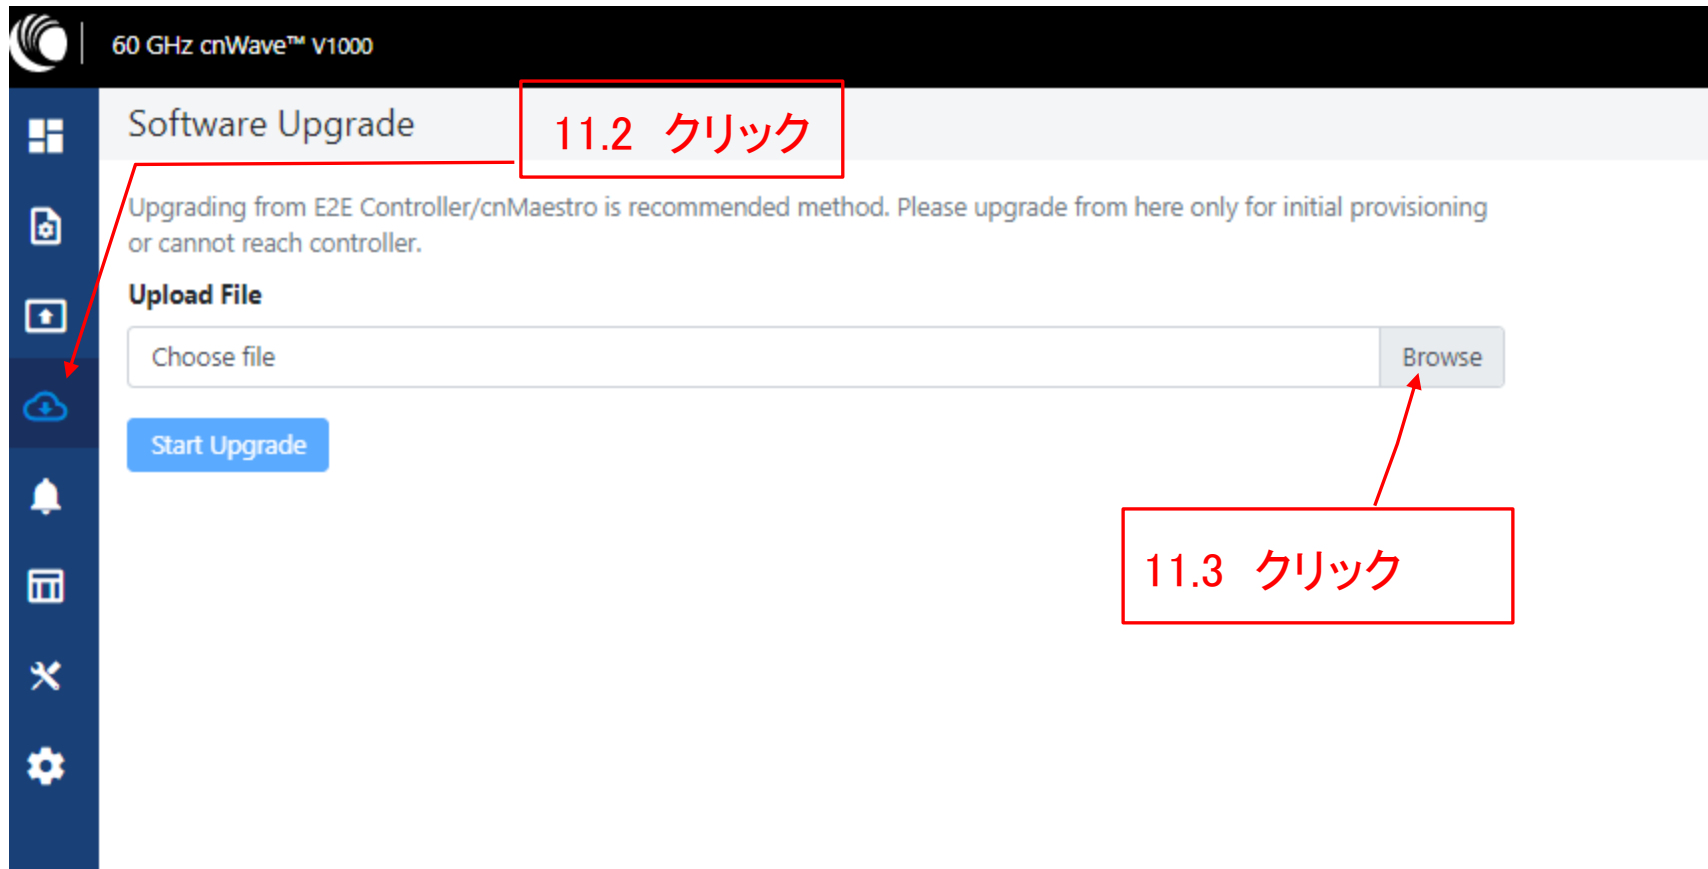 60 GHz cnWave™ V1000
Software Upgrade
11.2 クリック
Upgrading from E2E Controller/cnMaestro is recommended method. Please upgrade from here only for initial provisioning
or cannot reach controller.
Upload File
Choose file
Browse
Start Upgrade
11.3 クリック